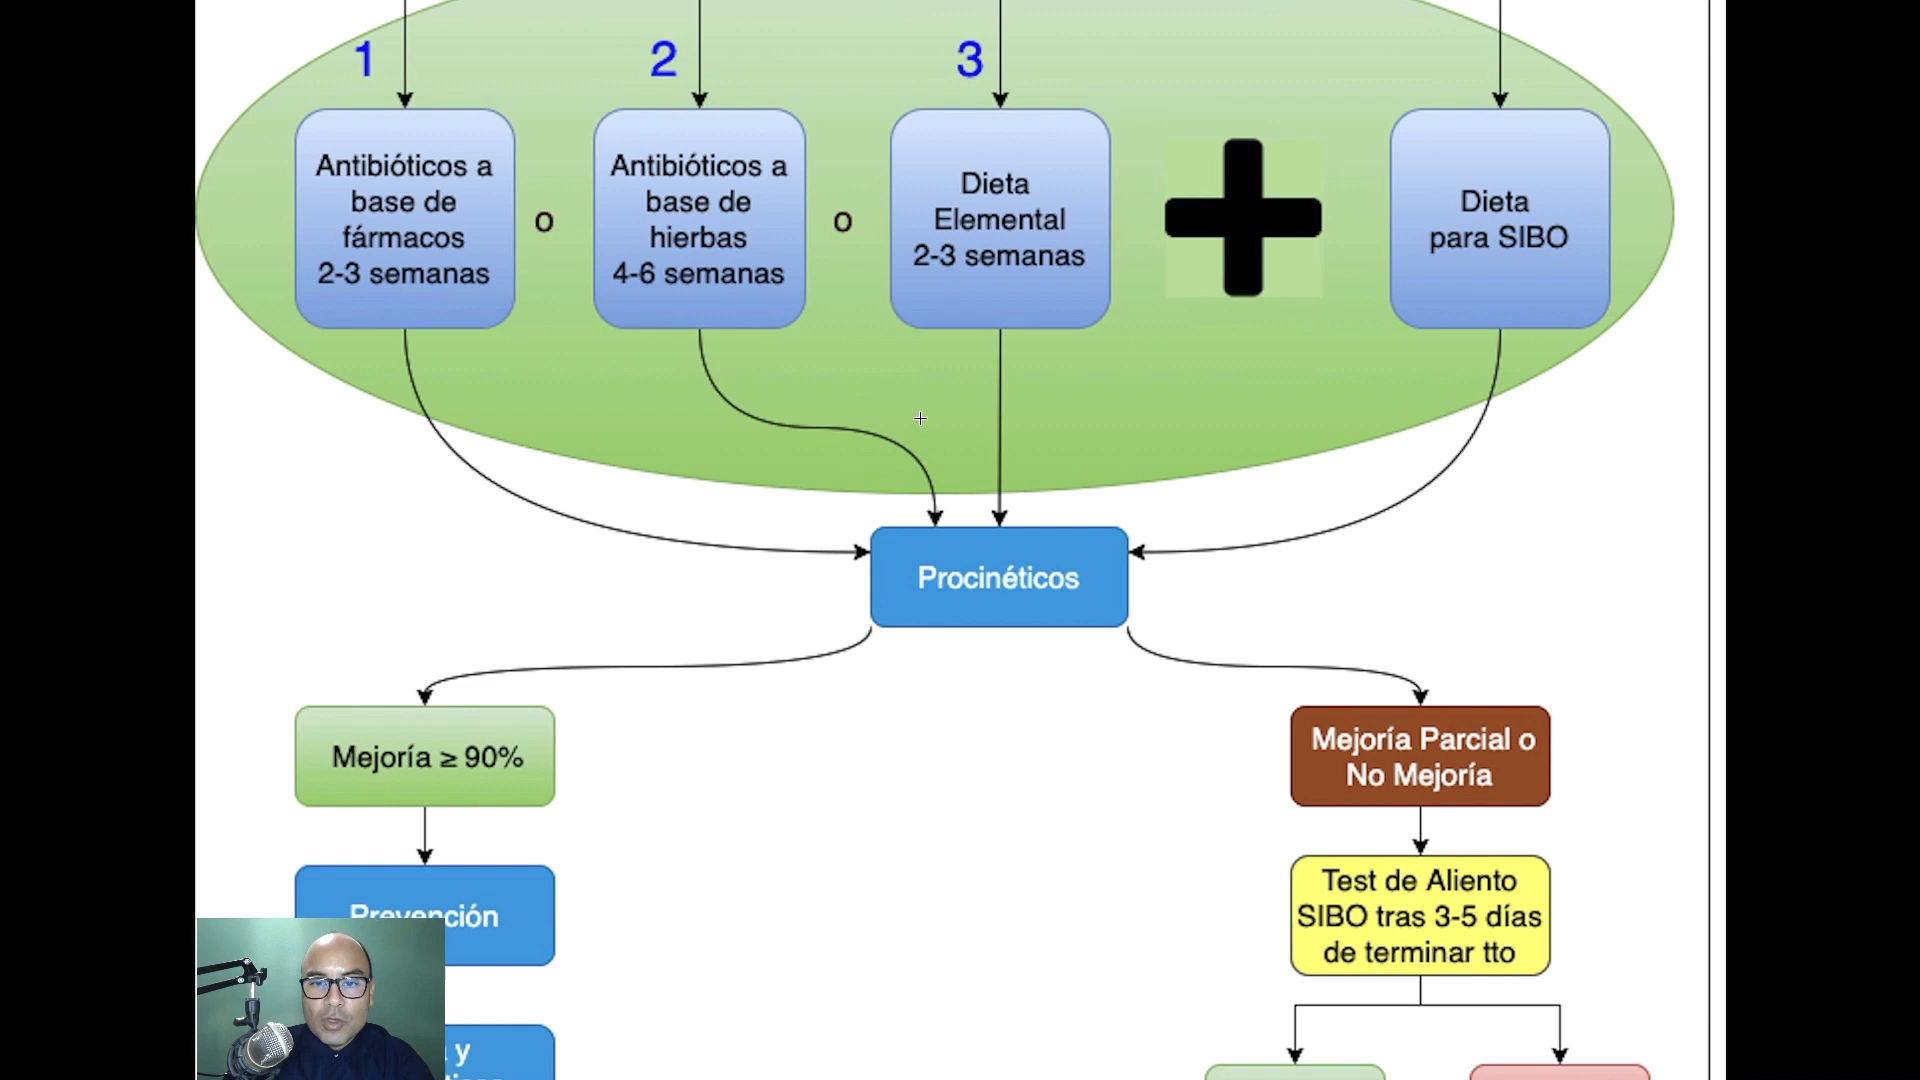 1
2
3
Antibióticos a
base de
fármacos
2-3 semanas
o
Antibióticos a
base de
hierbas
4-6 semanas
o
Dieta
Elemental
2-3 semanas
Dieta
para SIBO
Procinéticos
Mejoría ≥ 90%
Mejoría Parcial o
No Mejoría
Prevención
Test de Aliento
SIBO tras 3-5 días
de terminar tto
y